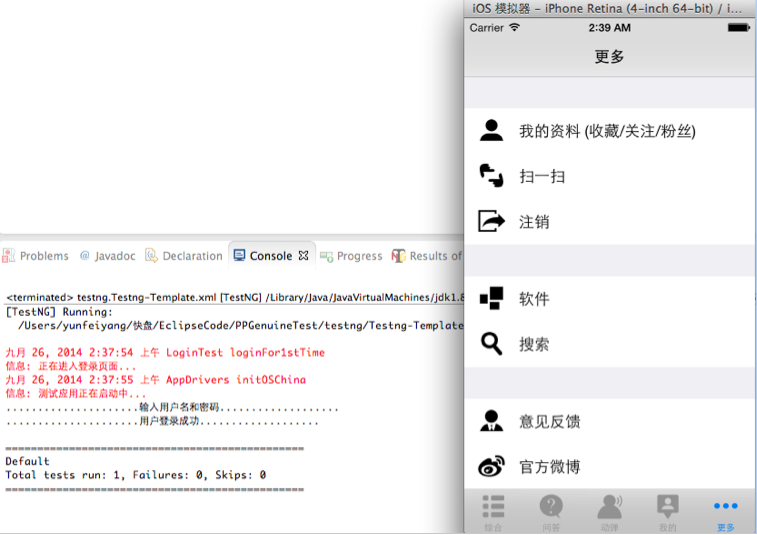 iOS 模拟器 – iPhone Retina (4-inch 64-bit) / i...
Carrier
2:39 AM
更多
我的资料 (收藏/关注/粉丝)
扫一扫
注销
软件
搜索
意见反馈
官方微博
综合
问答
动弹
我的
更多
Problems
@ Javadoc
Declaration
Console
Progress
Results of
<terminated> testng.Testng-Template.xml [TestNG] /Library/Java/JavaVirtualMachines/jdk1.8
[TestNG] Running:
/Users/yunfeiyang/快盘/EclipseCode/PPGenuineTest/testng/Testng-Template
九月 26, 2014 2:37:54 上午 LoginTest loginFor1stTime
信息: 正在进入登录页面...
九月 26, 2014 2:37:55 上午 AppDrivers initOSChina
信息: 测试应用正在启动中...
.....................输入用户名和密码...................
.....................用户登录成功...................
===============================================
Default
Total tests run: 1, Failures: 0, Skips: 0
===============================================